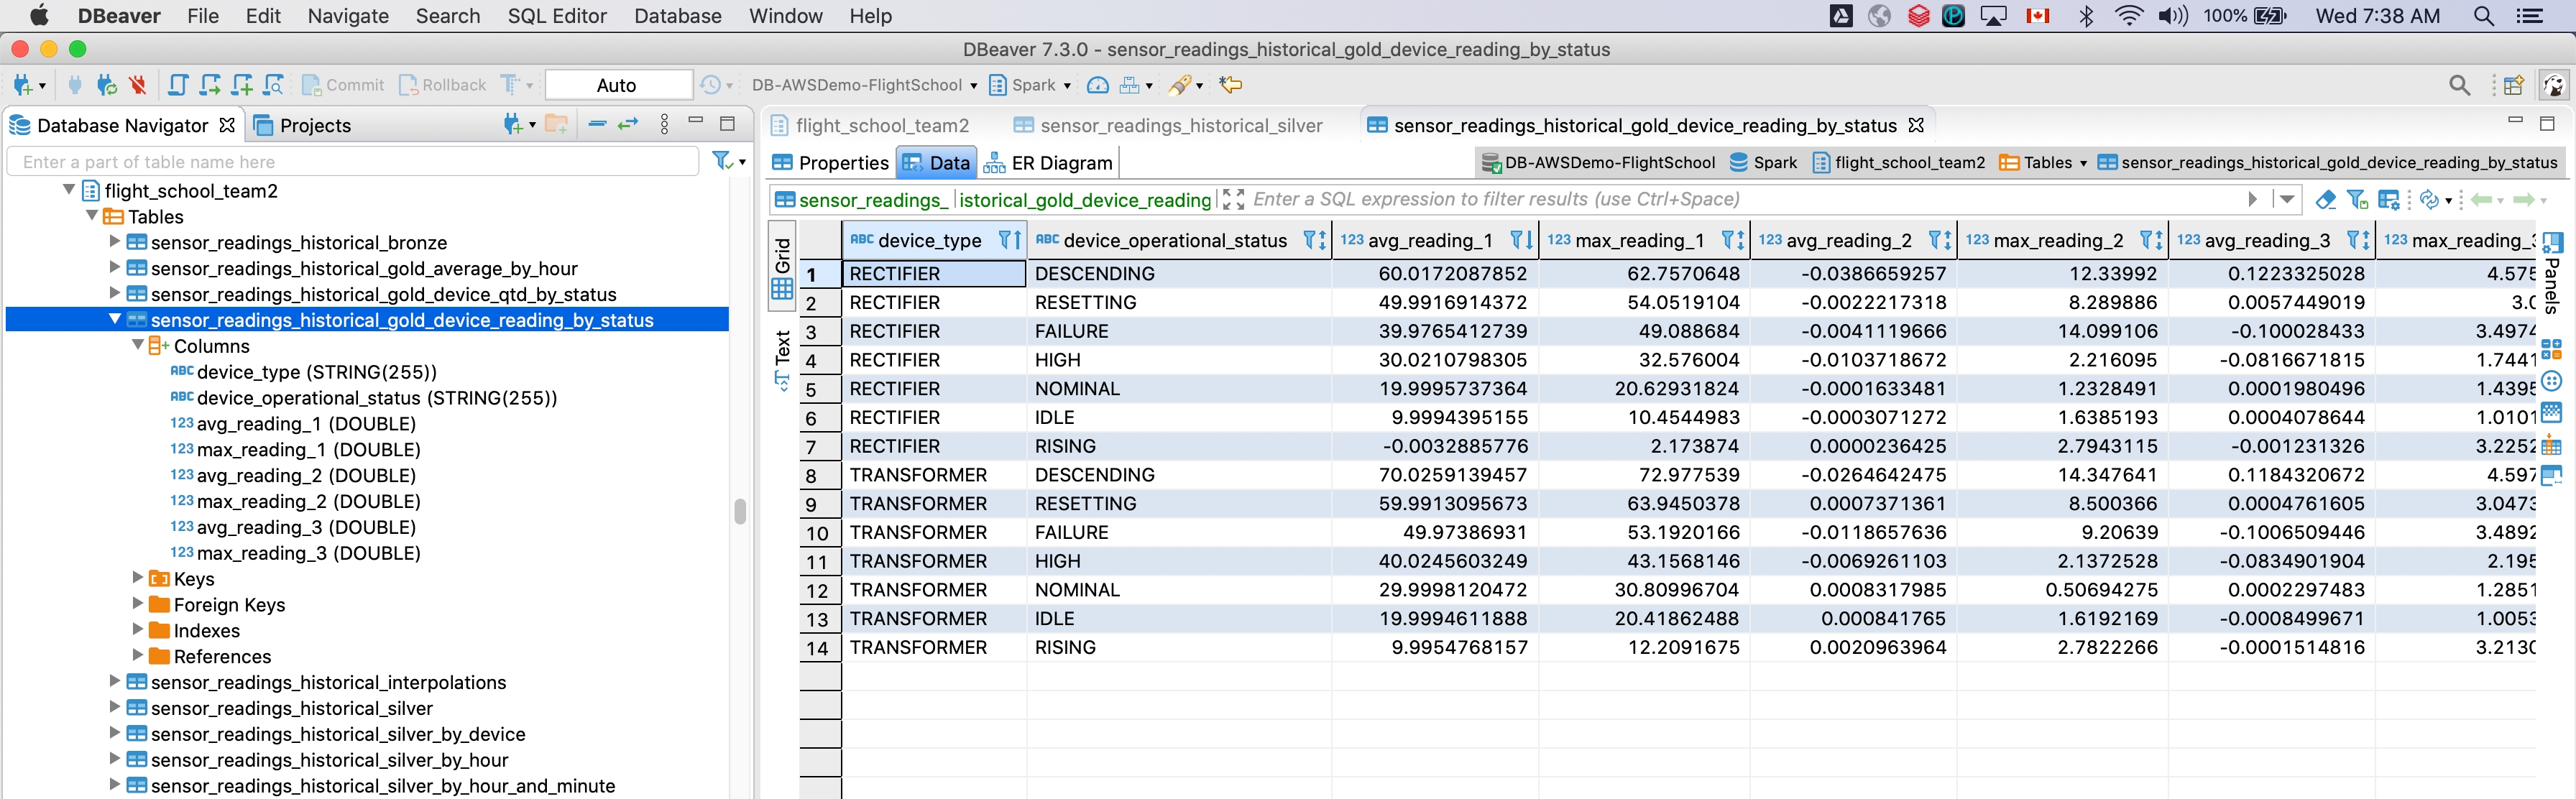 DBeaver File Edit Navigate Search SQL Editor Database Window Help 100% Wed 7:38 AM
DBeaver 7.3.0 - sensor_readings_historical_gold_device_reading_by_status
Commit Rollback T Auto DB-AWSDemo-FlightSchool Spark
Database Navigator Projects
Enter a part of table name here
flight_school_team2
Tables
sensor_readings_historical_bronze
sensor_readings_historical_gold_average_by_hour
sensor_readings_historical_gold_device_qtd_by_status
sensor_readings_historical_gold_device_reading_by_status
Columns
ABC device_type (STRING(255))
ABC device_operational_status (STRING(255))
123 avg_reading_1 (DOUBLE)
123 max_reading_1 (DOUBLE)
123 avg_reading_2 (DOUBLE)
123 max_reading_2 (DOUBLE)
123 avg_reading_3 (DOUBLE)
123 max_reading_3 (DOUBLE)
Keys
Foreign Keys
Indexes
References
sensor_readings_historical_interpolations
sensor_readings_historical_silver
sensor_readings_historical_silver_by_device
sensor_readings_historical_silver_by_hour
sensor_readings_historical_silver_by_hour_and_minute
flight_school_team2 sensor_readings_historical_silver sensor_readings_historical_gold_device_reading_by_status
Properties Data ER Diagram DB-AWSDemo-FlightSchool Spark flight_school_team2 Tables sensor_readings_historical_gold_device_reading_by_status
sensor_readings_ istorical_gold_device_reading Enter a SQL expression to filter results (use Ctrl+Space)
Grid
Text
ABC device_type ABC device_operational_status 123 avg_reading_1 123 max_reading_1 123 avg_reading_2 123 max_reading_2 123 avg_reading_3 123 max_reading_3
1 RECTIFIER DESCENDING 60.0172087852 62.7570648 -0.0386659257 12.33992 0.1223325028 4.575
2 RECTIFIER RESETTING 49.9916914372 54.0519104 -0.0022217318 8.289886 0.0057449019 3.0
3 RECTIFIER FAILURE 39.9765412739 49.088684 -0.0041119666 14.099106 -0.100028433 3.4974
4 RECTIFIER HIGH 30.0210798305 32.576004 -0.0103718672 2.216095 -0.0816671815 1.7441
5 RECTIFIER NOMINAL 19.9995737364 20.62931824 -0.0001633481 1.2328491 0.0001980496 1.4395
6 RECTIFIER IDLE 9.9994395155 10.4544983 -0.0003071272 1.6385193 0.0004078644 1.0101
7 RECTIFIER RISING -0.0032885776 2.173874 0.0000236425 2.7943115 -0.001231326 3.2252
8 TRANSFORMER DESCENDING 70.0259139457 72.977539 -0.0264642475 14.347641 0.1184320672 4.597
9 TRANSFORMER RESETTING 59.9913095673 63.9450378 0.0007371361 8.500366 0.0004761605 3.0473
10 TRANSFORMER FAILURE 49.97386931 53.1920166 -0.0118657636 9.20639 -0.1006509446 3.4892
11 TRANSFORMER HIGH 40.0245603249 43.1568146 -0.0069261103 2.1372528 -0.0834901904 2.195
12 TRANSFORMER NOMINAL 29.9998120472 30.80996704 0.0008317985 0.50694275 0.0002297483 1.2851
13 TRANSFORMER IDLE 19.9994611888 20.41862488 0.000841765 1.6192169 -0.0008499671 1.0053
14 TRANSFORMER RISING 9.9954768157 12.2091675 0.0020963964 2.7822266 -0.0001514816 3.2130
Panels